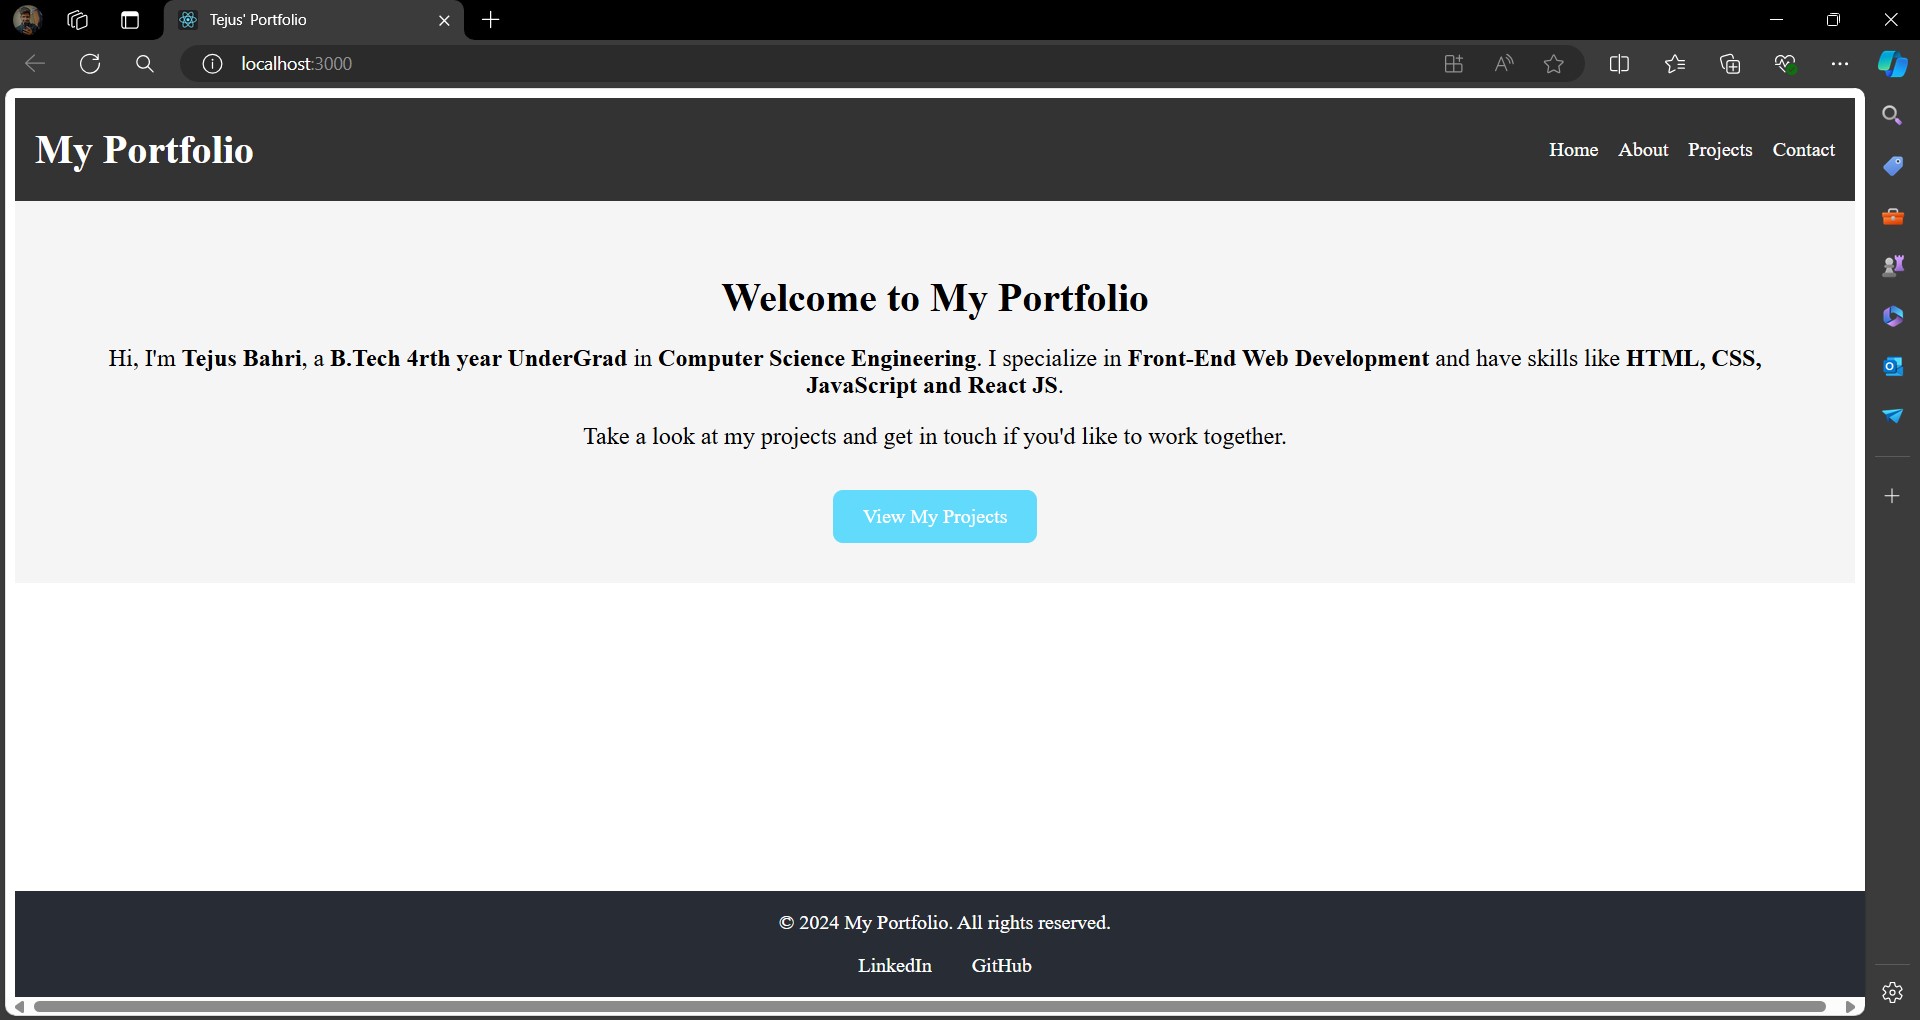 Tejus' Portfolio
localhost:3000
My Portfolio
Home About Projects Contact
Welcome to My Portfolio
Hi, I'm Tejus Bahri, a B.Tech 4rth year UnderGrad in Computer Science Engineering. I specialize in Front-End Web Development and have skills like HTML, CSS,
JavaScript and React JS.
Take a look at my projects and get in touch if you'd like to work together.
View My Projects
© 2024 My Portfolio. All rights reserved.
LinkedIn GitHub